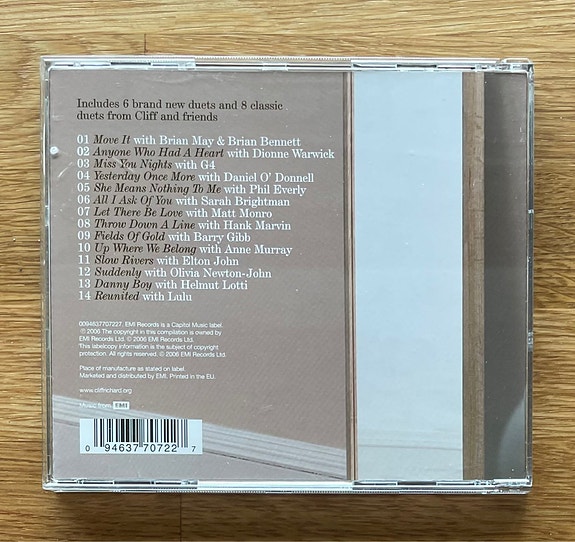 Includes 6 brand new duets and 8 classic
duets from Cliff and friends
01 Move It with Brian May & Brian Bennett
02 Anyone Who Had A Heart with Dionne Warwick
03 Miss You Nights with G4
04 Yesterday Once More with Daniel O' Donnell
05 She Means Nothing To Me with Phil Everly
06 All I Ask Of You with Sarah Brightman
07 Let There Be Love with Matt Monro
08 Throw Down A Line with Hank Marvin
09 Fields Of Gold with Barry Gibb
10 Up Where We Belong with Anne Murray
11 Slow Rivers with Elton John
12 Suddenly with Olivia Newton-John
13 Danny Boy with Helmut Lotti
14 Reunited with Lulu
0094637707227. EMI Records is a Capitol Music label.
℗ 2006 The copyright in this compilation is owned by
EMI Records Ltd. © 2006 EMI Records Ltd.
'This labelcopy information is the subject of copyright
protection. All rights reserved. © 2006 EMI Records Ltd.
Place of manufacture as stated on label.
Marketed and distributed by EMI. Printed in the EU.
www.cliffrichard.org
Music from EMI
0 94637 70722 7